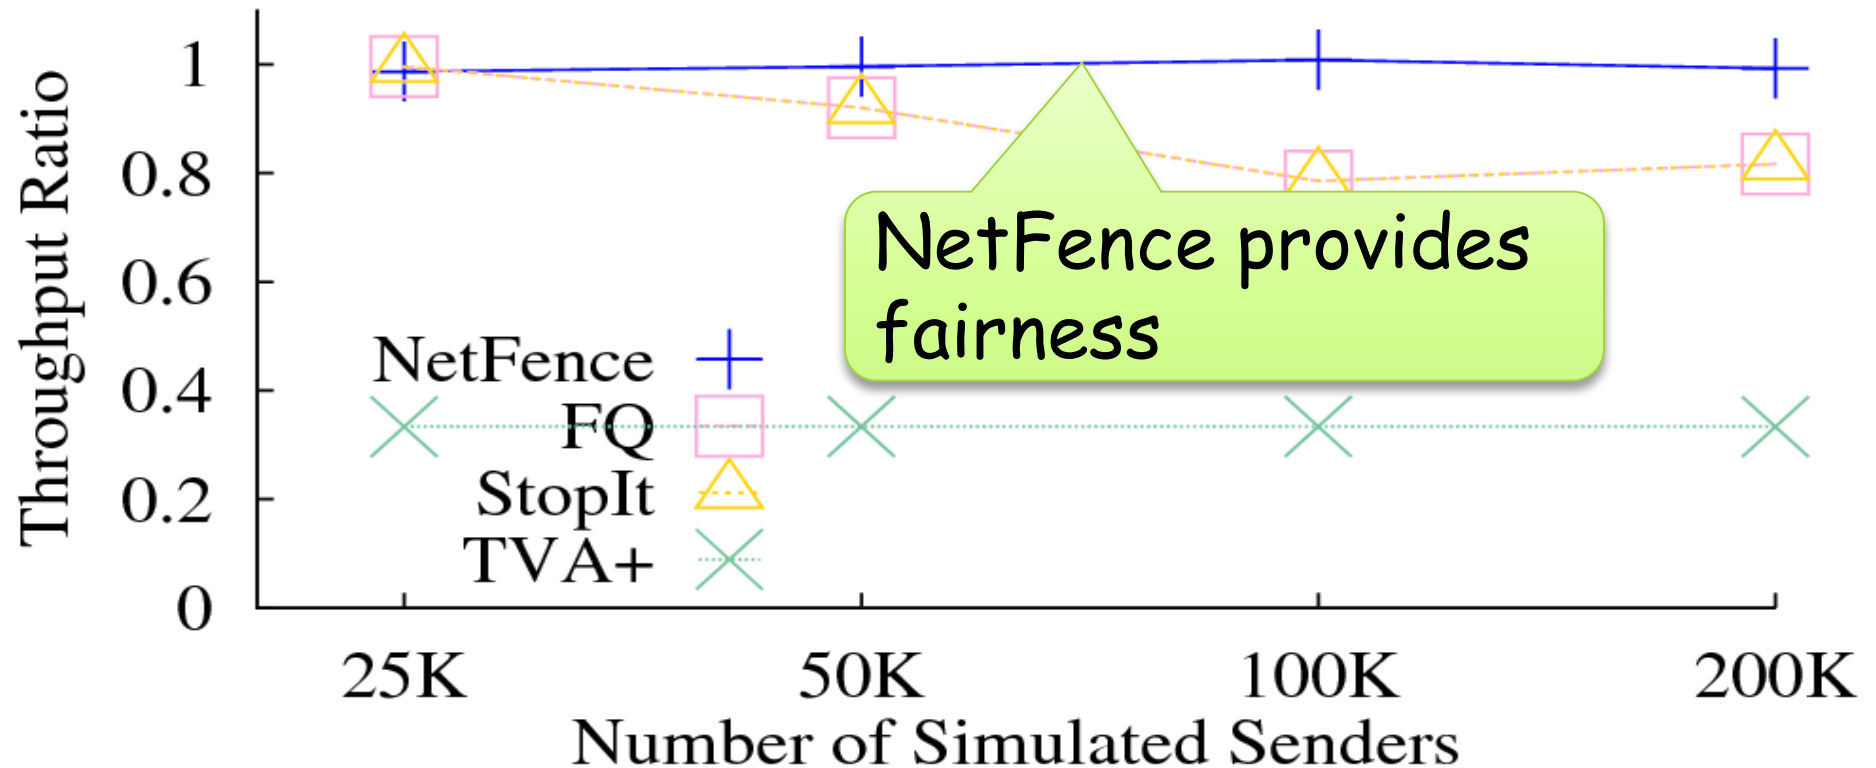 Throughput Ratio
1
0.8
0.6
0.4
0.2
0
NetFence provides
fairness
NetFence
FQ
StopIt
TVA+
25K 50K 100K 200K
Number of Simulated Senders